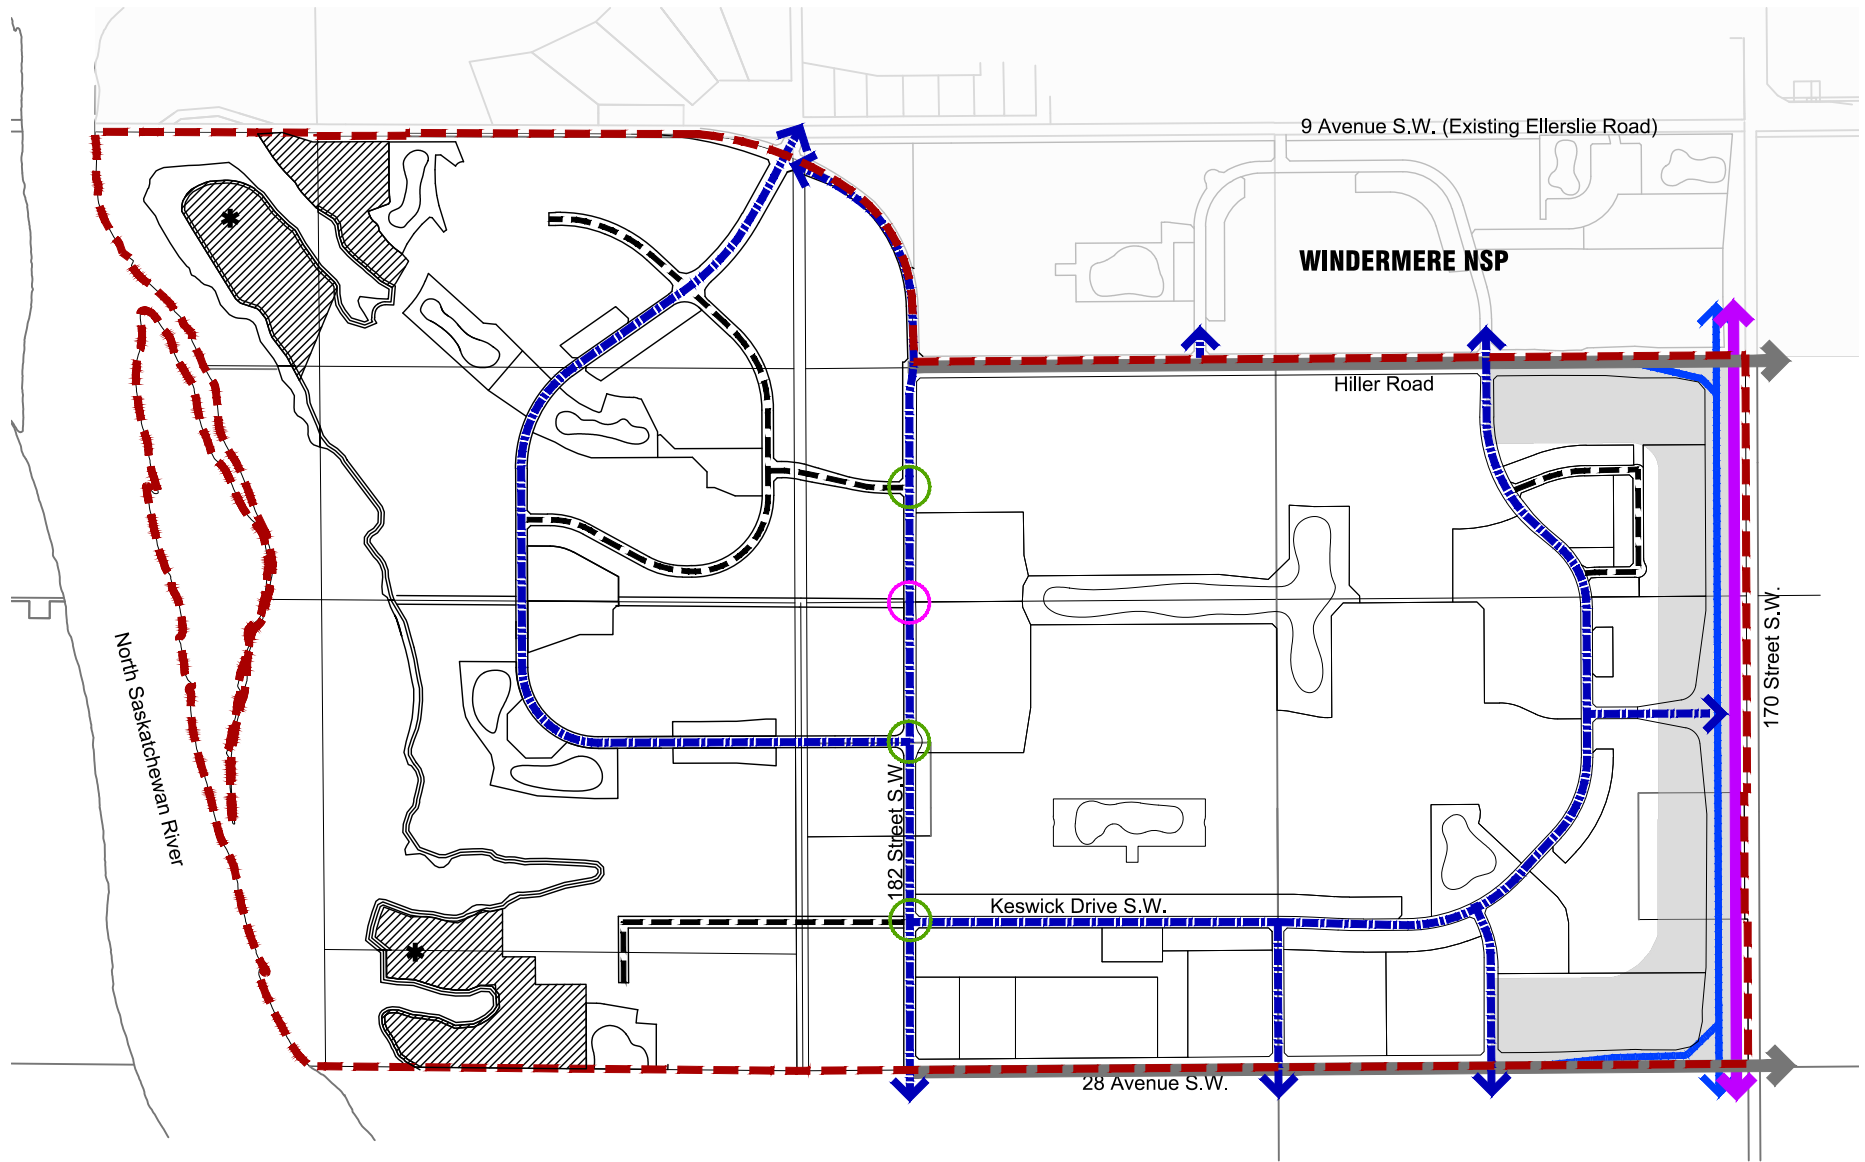 9 Avenue S.W. (Existing Ellerslie Road)
WINDERMERE NSP
Hiller Road
170 Street S.W.
North Saskatchewan River
182 Street S.W.
Keswick Drive S.W.
28 Avenue S.W.